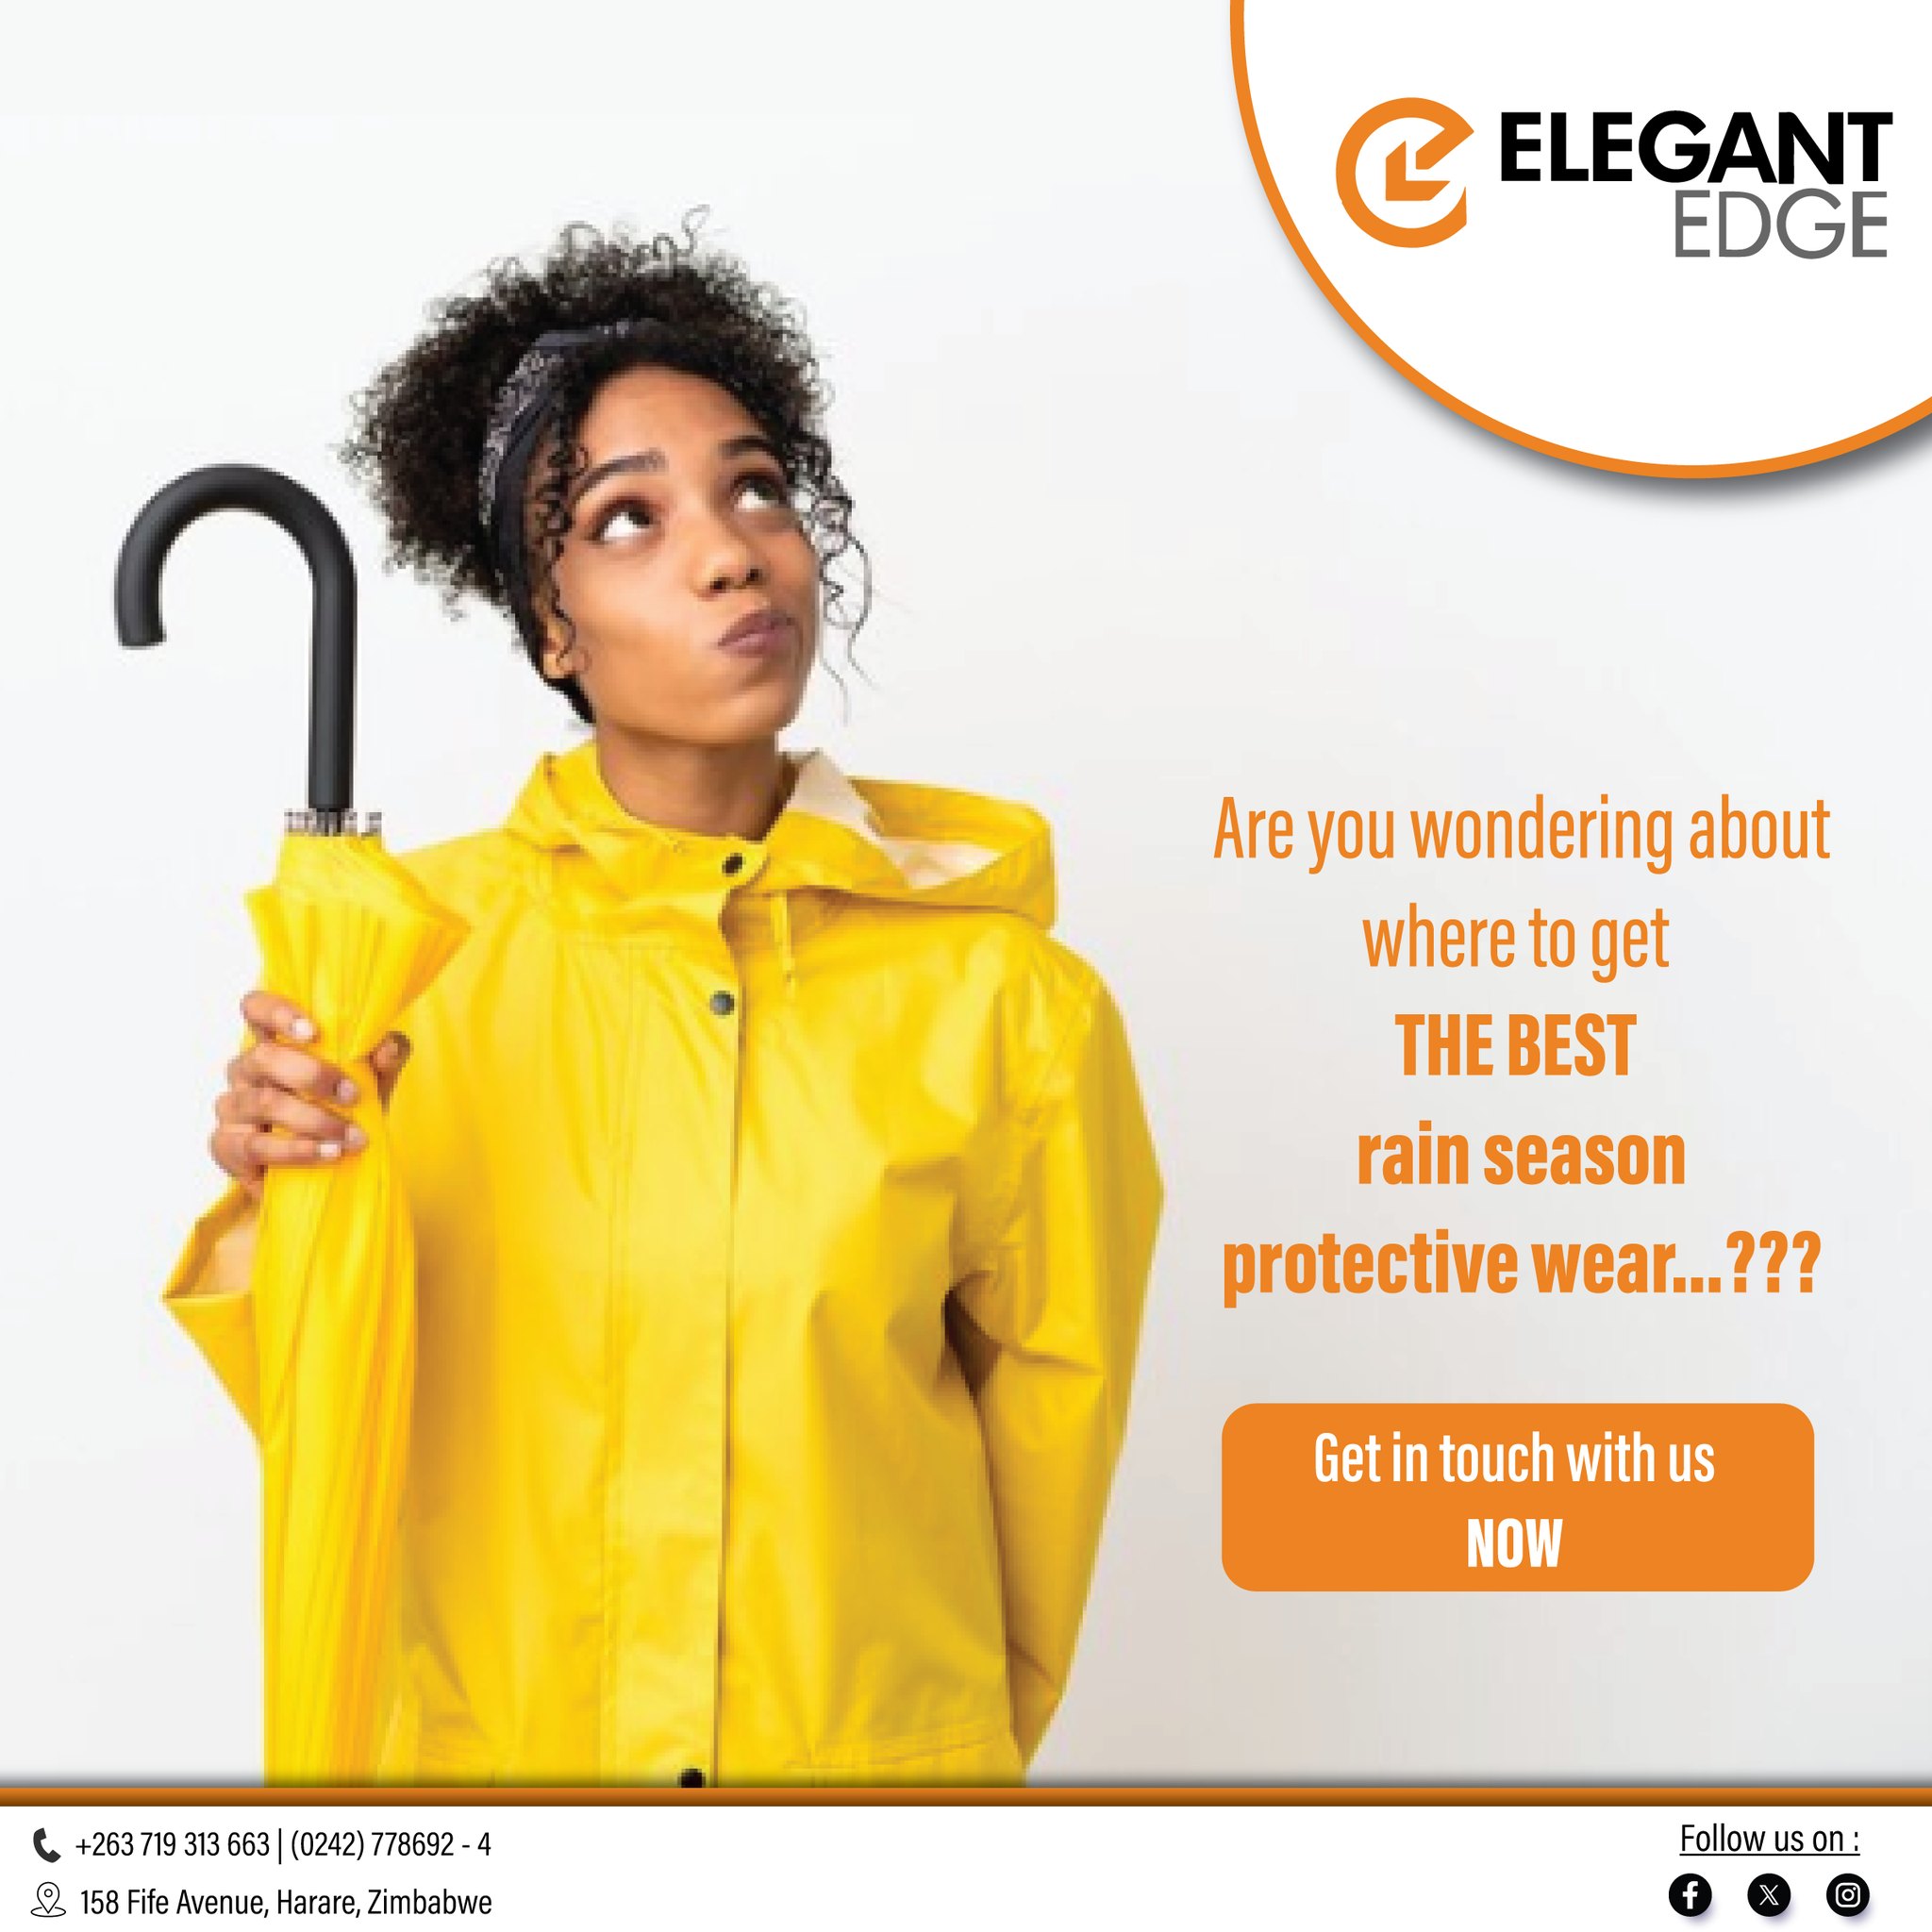 ELEGANT
EDGE
Are you wondering about
where to get
THE BEST
rain season
protective wear...???
Get in touch with us
NOW
+263 719 313 663 | (0242) 778692 - 4
158 Fife Avenue, Harare, Zimbabwe
Follow us on :